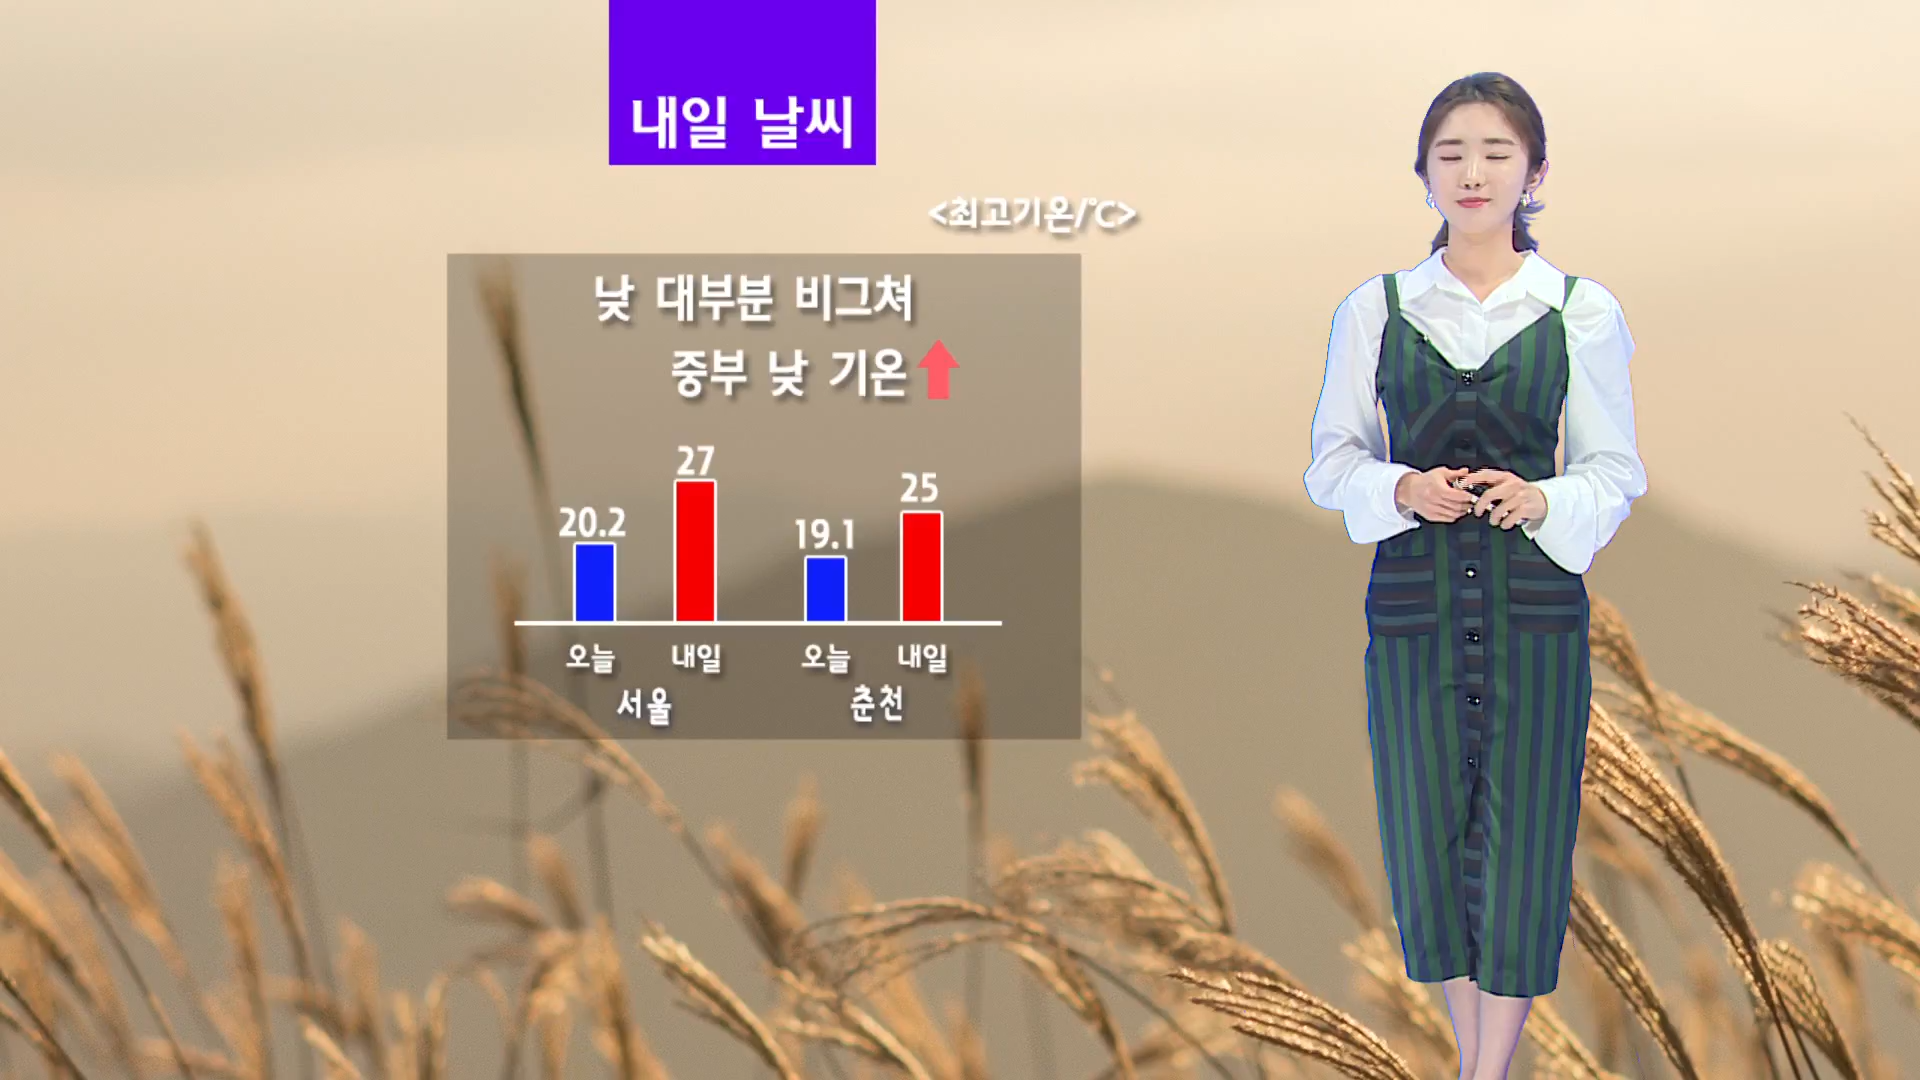 내일 날씨
<최고기온/℃>
낮 대부분 비그쳐
중부 낮 기온
20.2 27 19.1 25
오늘 내일 오늘 내일
서울 춘천